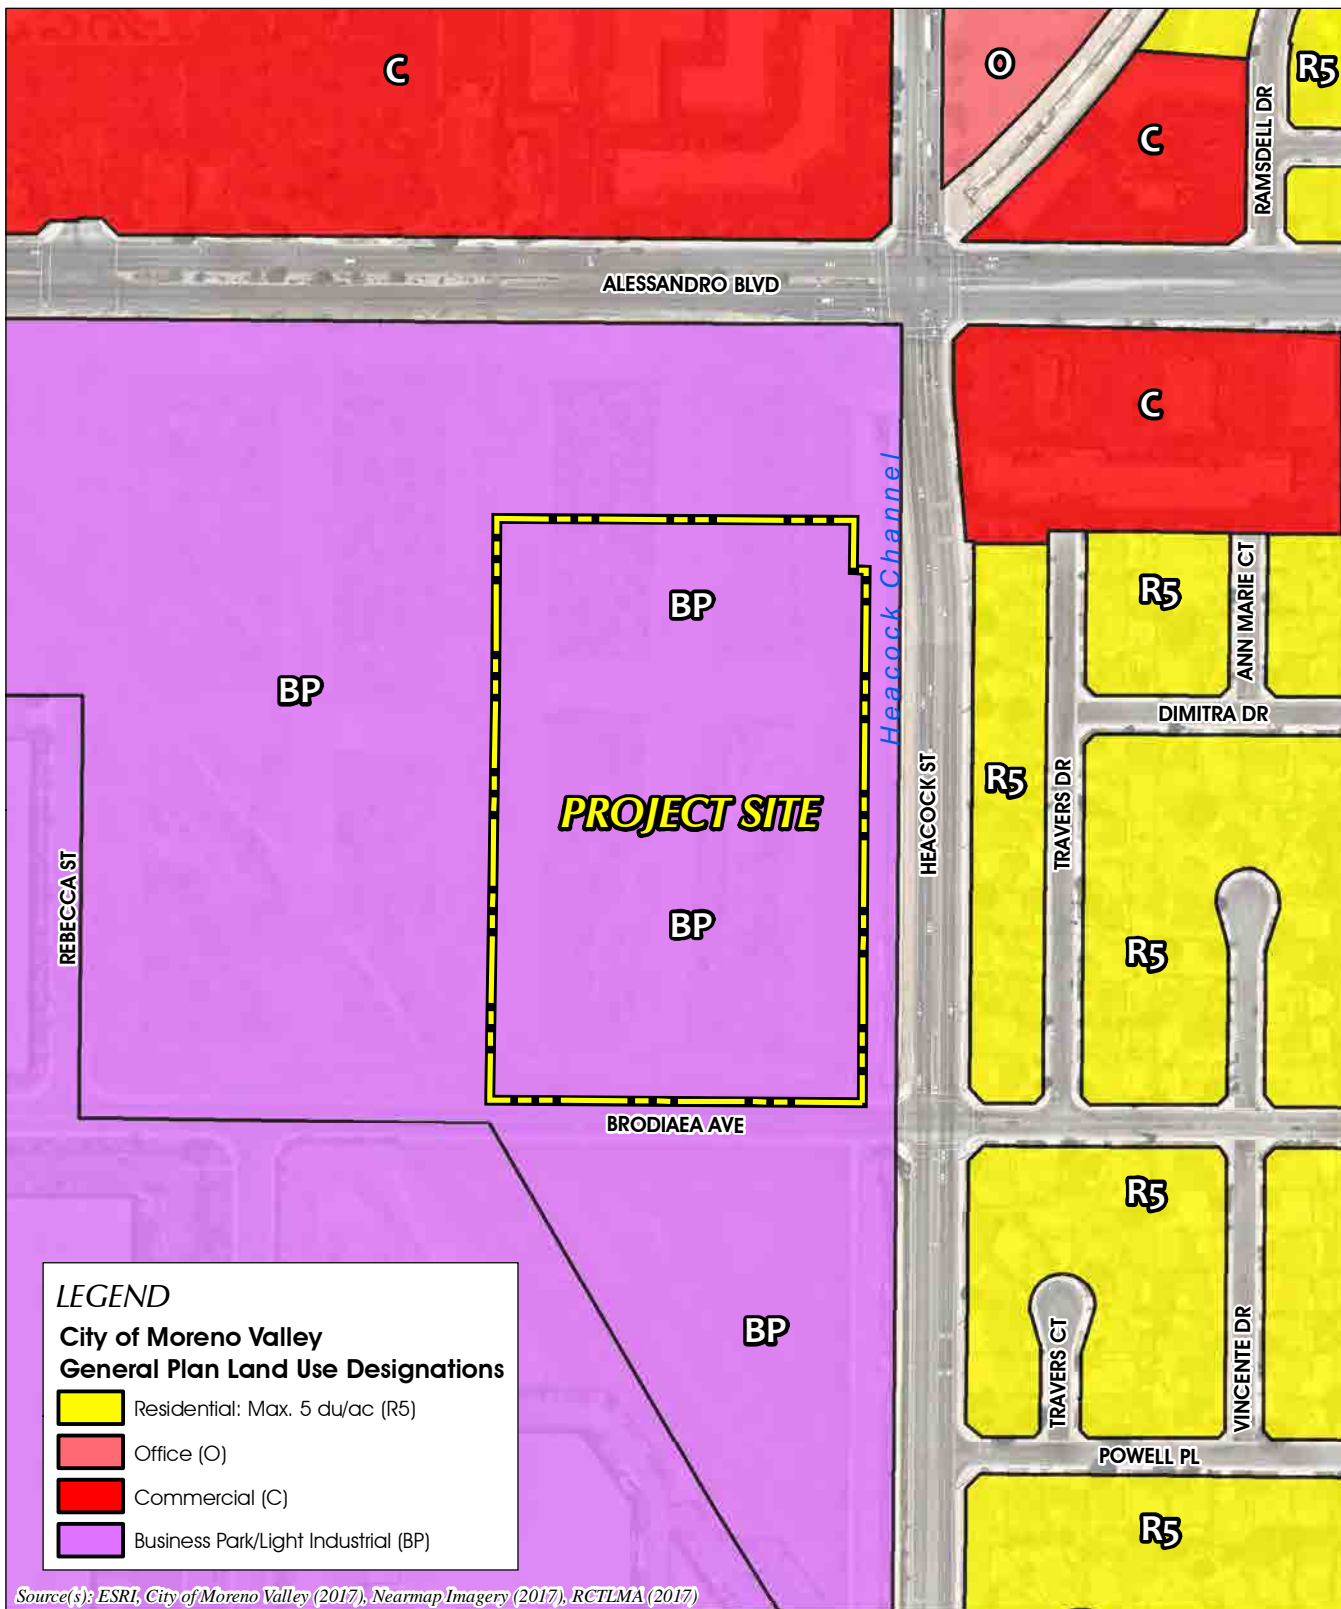 C
O
R5
C
RAMSDELL DR
ALESSANDRO BLVD
C
Heacock Channel
BP
R5
ANN MARIE CT
BP
DIMITRA DR
R5
TRAVERS DR
HEACOCK ST
PROJECT SITE
REBECCA ST
BP
R5
BRODIAEA AVE
R5
BP
TRAVERS CT
VINCENTE DR
POWELL PL
R5
LEGEND
City of Moreno Valley
General Plan Land Use Designations
Residential: Max. 5 du/ac (R5)
Office (O)
Commercial (C)
Business Park/Light Industrial (BP)
Source(s): ESRI, City of Moreno Valley (2017), Nearmap Imagery (2017), RCTLMA (2017)